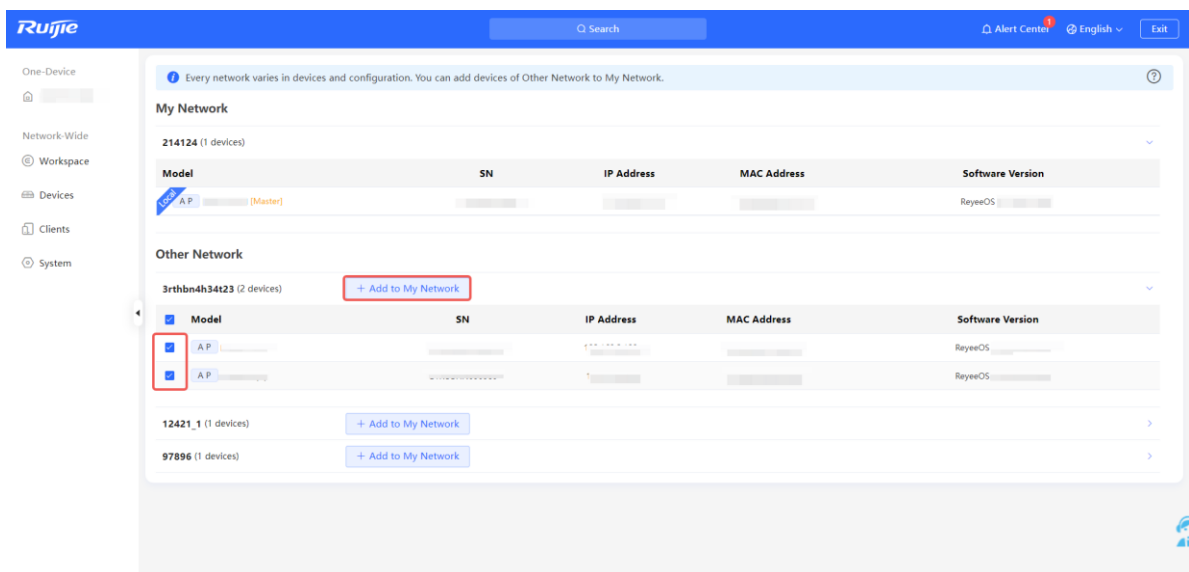 Ruijie
Search
1
Alert Center
English
Exit
One-Device
Every network varies in devices and configuration. You can add devices of Other Network to My Network.
My Network
Network-Wide
214124 (1 devices)
Workspace
Model SN IP Address MAC Address Software Version
Devices
Local AP [Master] ReyeeOS
Clients
Other Network
System
3rthbn4h34t23 (2 devices) + Add to My Network
Model SN IP Address MAC Address Software Version
AP ReyeeOS
AP ReyeeOS
12421_1 (1 devices) + Add to My Network
97896 (1 devices) + Add to My Network